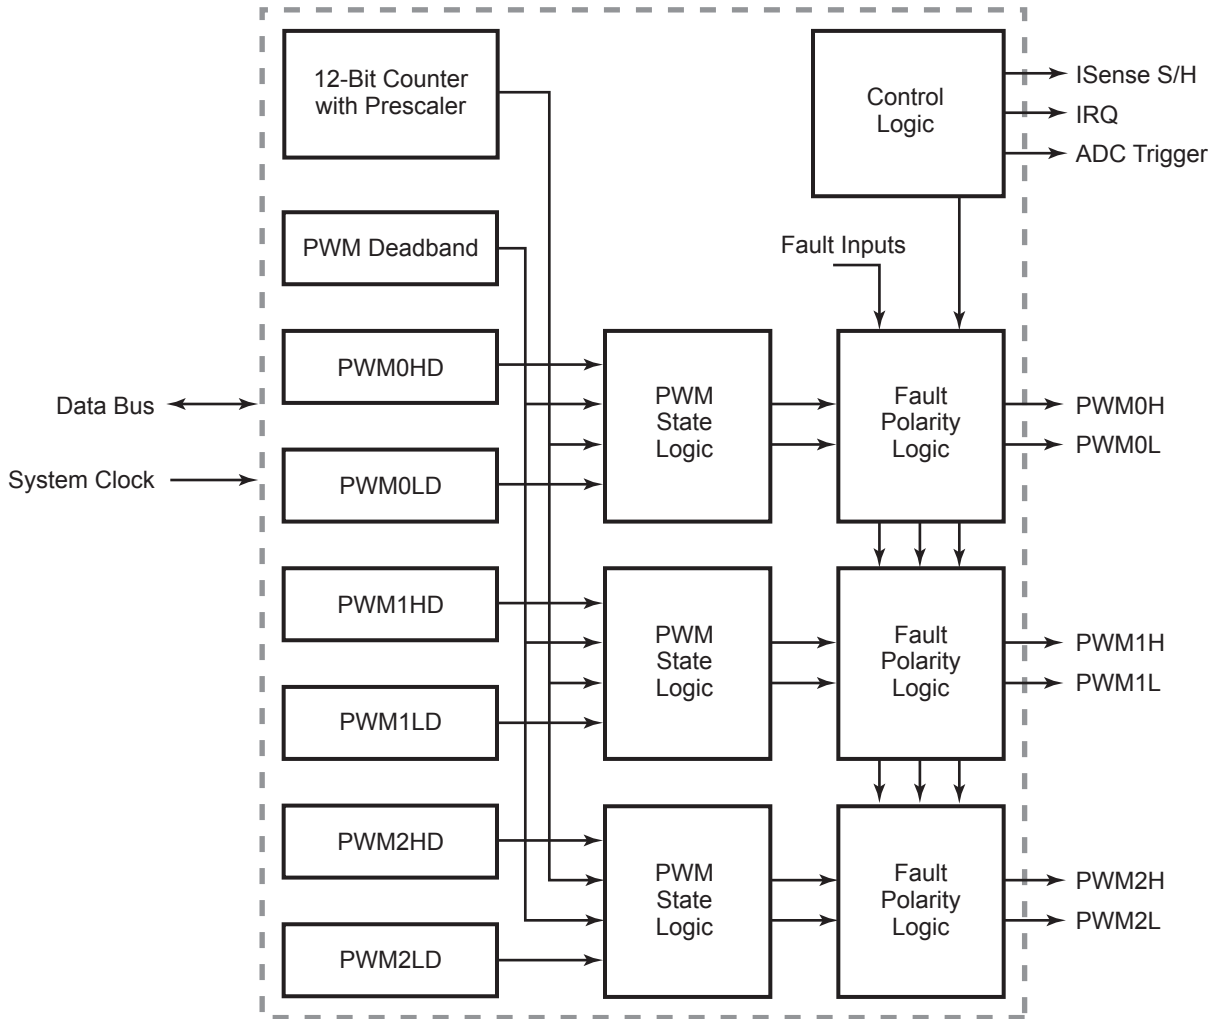 12-Bit Counter
with Prescaler
Control
Logic
ISense S/H
IRQ
ADC Trigger
PWM Deadband
Fault Inputs
PWM0HD
Data Bus
PWM
State
Logic
Fault
Polarity
Logic
PWM0H
PWM0L
System Clock
PWM0LD
PWM1HD
PWM
State
Logic
Fault
Polarity
Logic
PWM1H
PWM1L
PWM1LD
PWM2HD
PWM
State
Logic
Fault
Polarity
Logic
PWM2H
PWM2L
PWM2LD